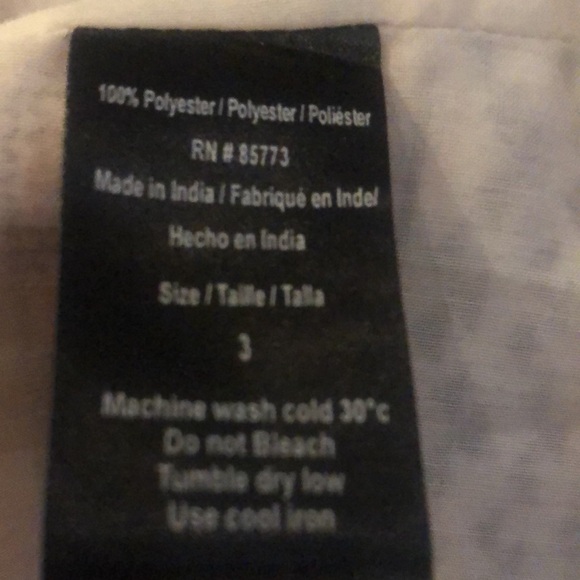 100% Polyester / Polyester / Poliéster
RN # 85773
Made in India / Fabriqué en Inde/
Hecho en India
Size / Taille / Talla
3
Machine wash cold 30°c
Do not Bleach
Tumble dry low
Use cool iron